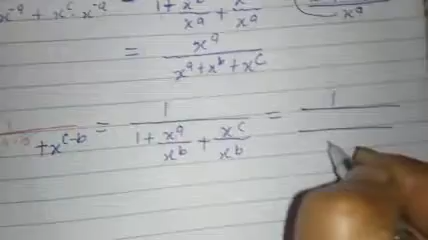 x^{-a} + x^c · x^{-a} = 1 + x^b/x^a + x^c/x^a
x^a
= x^a/(x^a + x^b + x^c)
+ x^{c-b} = 1/(1 + x^a/x^b + x^c/x^b) = 1/